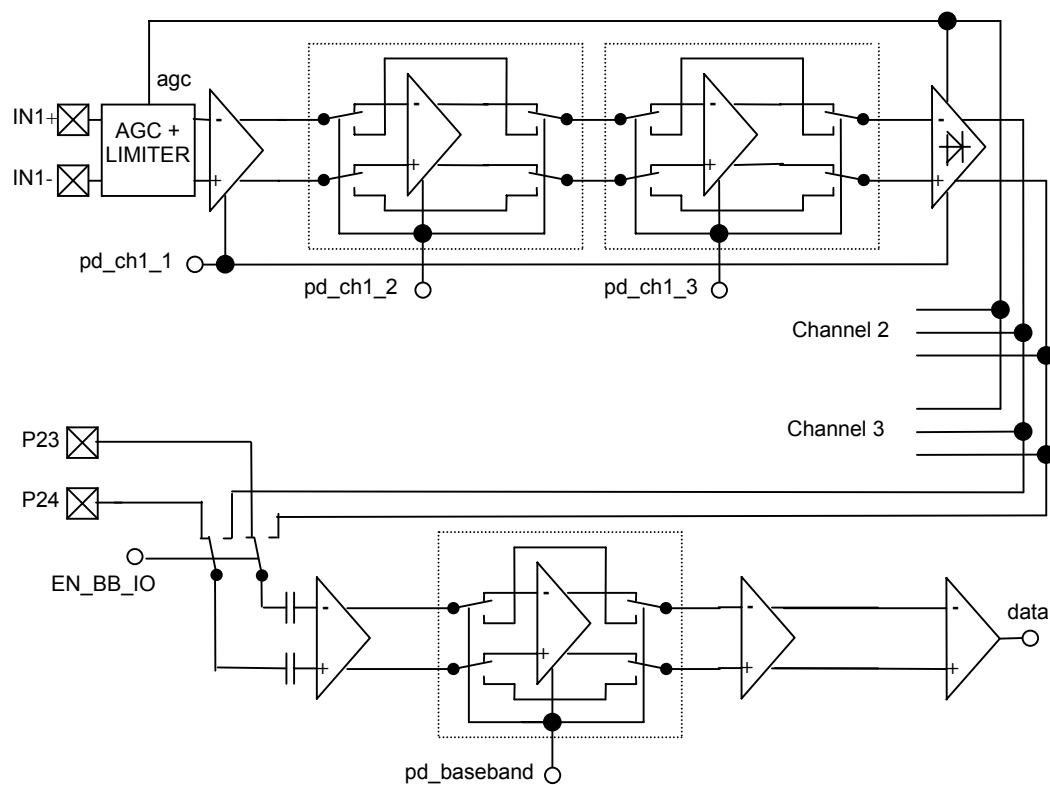 agc
IN1+
AGC +
LIMITER
IN1-
-
+
-
+
-
+
-
+
pd_ch1_1
pd_ch1_2
pd_ch1_3
Channel 2
Channel 3
P23
P24
EN_BB_IO
-
+
-
+
-
+
-
+
data
pd_baseband